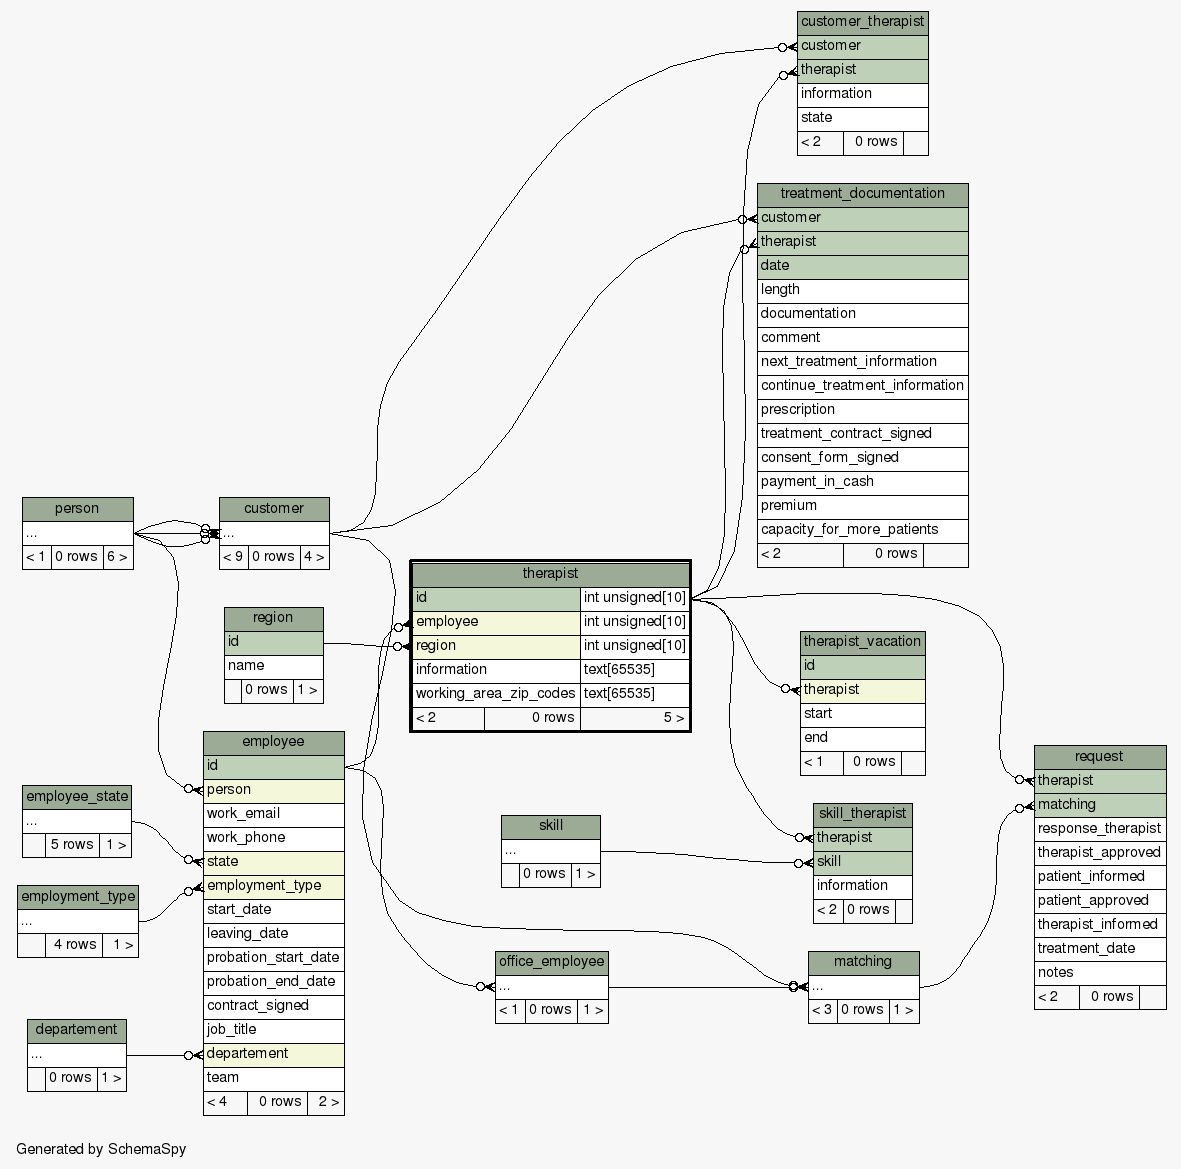 customer_therapist
customer
therapist
information
state
< 2 0 rows
treatment_documentation
customer
therapist
date
length
documentation
comment
next_treatment_information
continue_treatment_information
prescription
treatment_contract_signed
consent_form_signed
payment_in_cash
premium
capacity_for_more_patients
< 2 0 rows
person
...
< 1 0 rows 6 >
customer
...
< 9 0 rows 4 >
therapist
id int unsigned[10]
employee int unsigned[10]
region int unsigned[10]
information text[65535]
working_area_zip_codes text[65535]
< 2 0 rows 5 >
region
id
name
0 rows 1 >
therapist_vacation
id
therapist
start
end
< 1 0 rows
employee
id
person
work_email
work_phone
state
employment_type
start_date
leaving_date
probation_start_date
probation_end_date
contract_signed
job_title
departement
team
< 4 0 rows 2 >
request
therapist
matching
response_therapist
therapist_approved
patient_informed
patient_approved
therapist_informed
treatment_date
notes
< 2 0 rows
employee_state
...
5 rows 1 >
skill
...
0 rows 1 >
skill_therapist
therapist
skill
information
< 2 0 rows
employment_type
...
4 rows 1 >
office_employee
...
< 1 0 rows 1 >
matching
...
< 3 0 rows 1 >
departement
...
0 rows 1 >
Generated by SchemaSpy